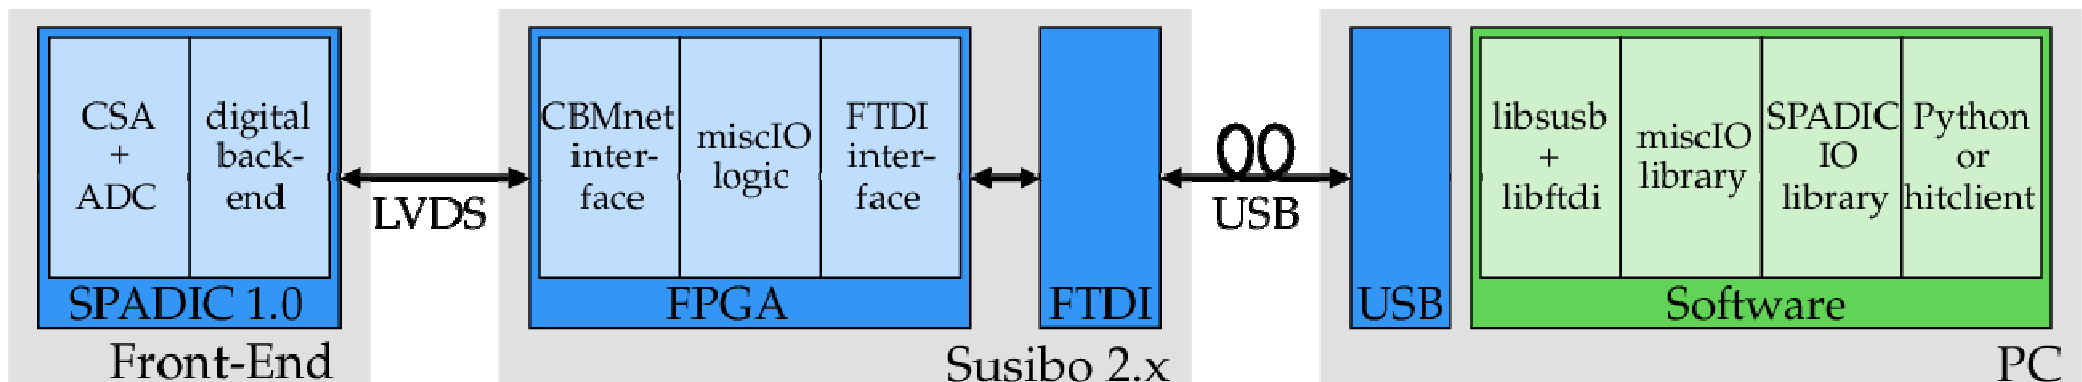 CSA
+
ADC
digital
back-
end
SPADIC 1.0
Front-End
LVDS
CBMnet
inter-
face
miscIO
logic
FTDI
inter-
face
FPGA
FTDI
Susibo 2.x
USB
USB
libsusb
+
libftdi
miscIO
library
SPADIC
IO
library
Python
or
hitclient
Software
PC